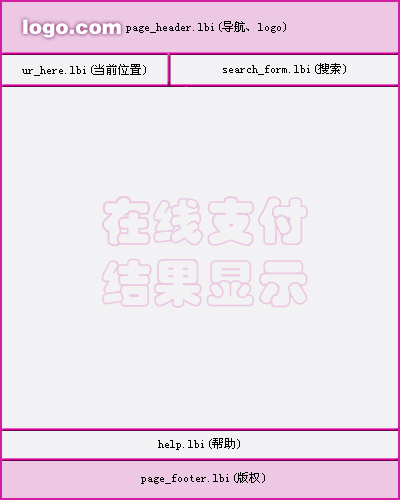 logo.com page_header.lbi(导航、logo)
ur_here.lbi(当前位置) search_form.lbi(搜索)
在线支付
结果显示
help.lbi(帮助)
page_footer.lbi(版权)